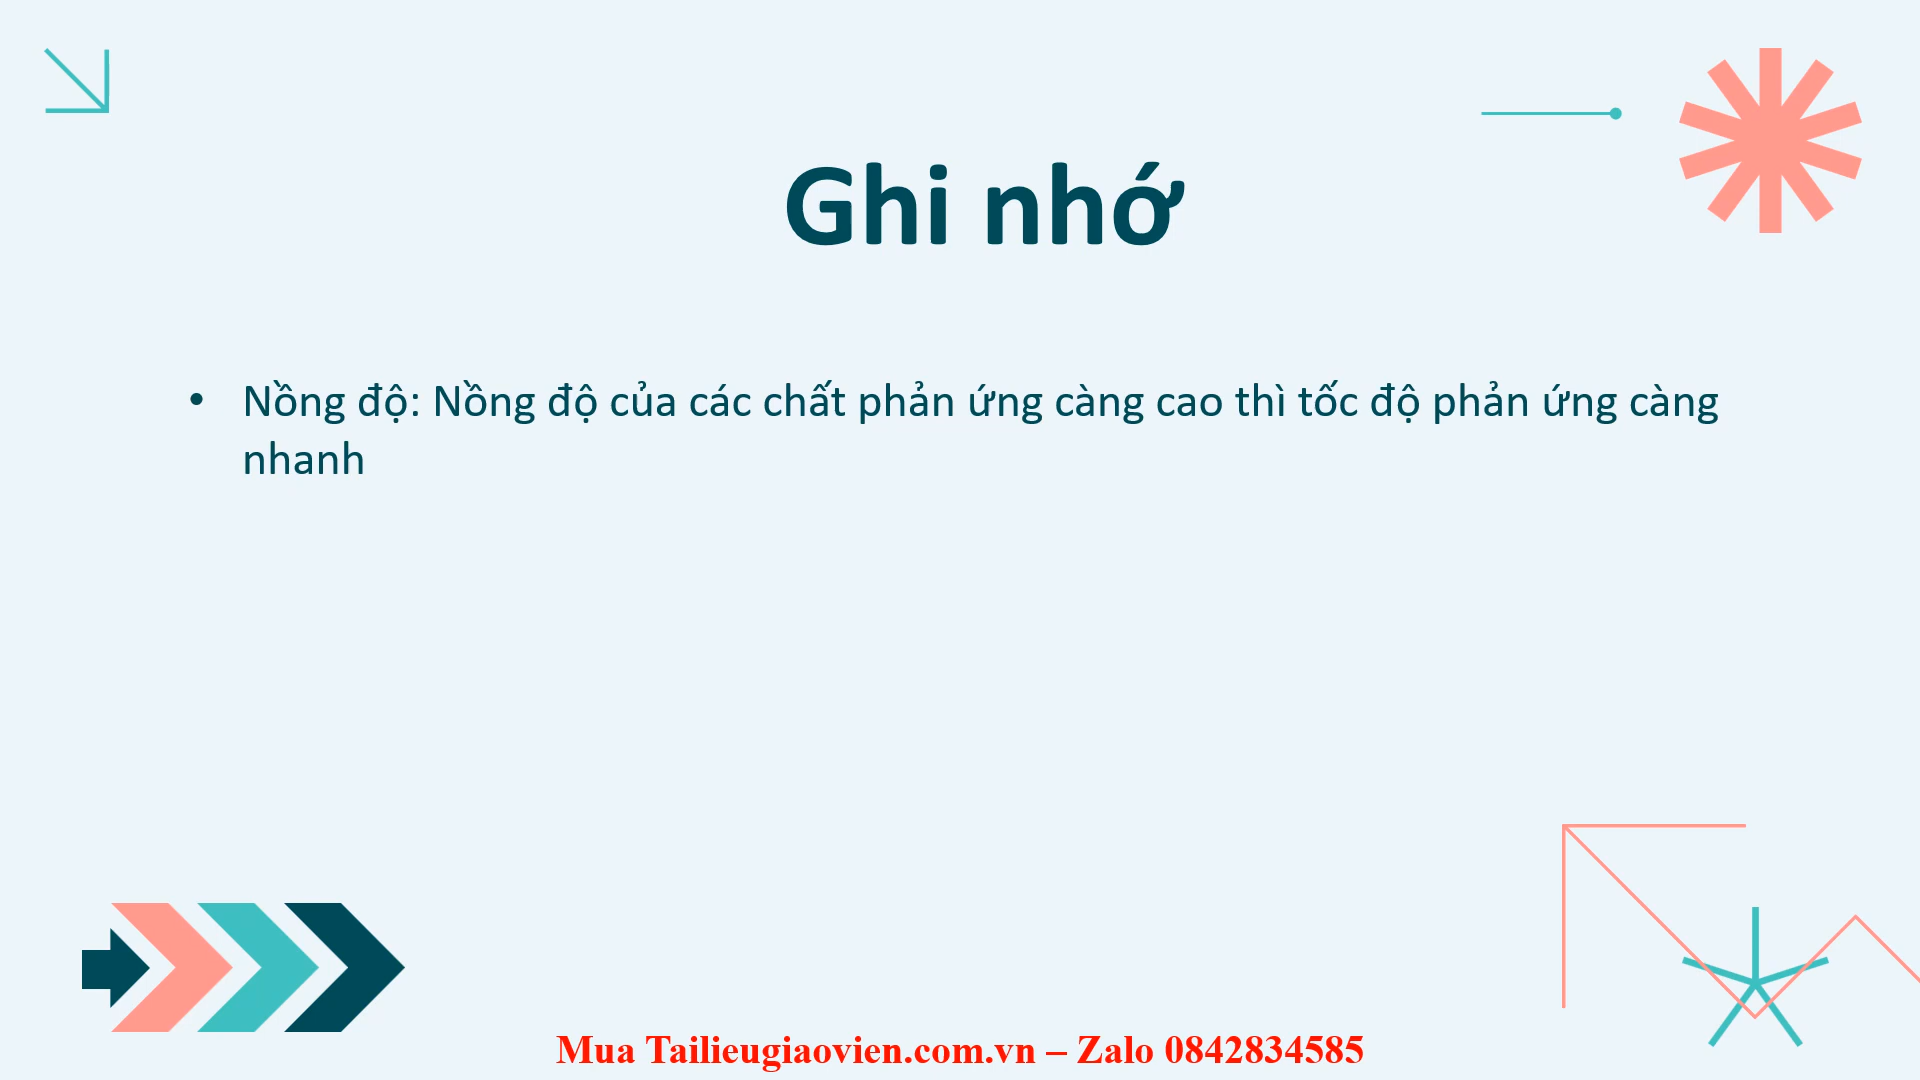 Ghi nhớ
• Nồng độ: Nồng độ của các chất phản ứng càng cao thì tốc độ phản ứng càng
nhanh
Mua Tailieugiaovien.com.vn – Zalo 0842834585